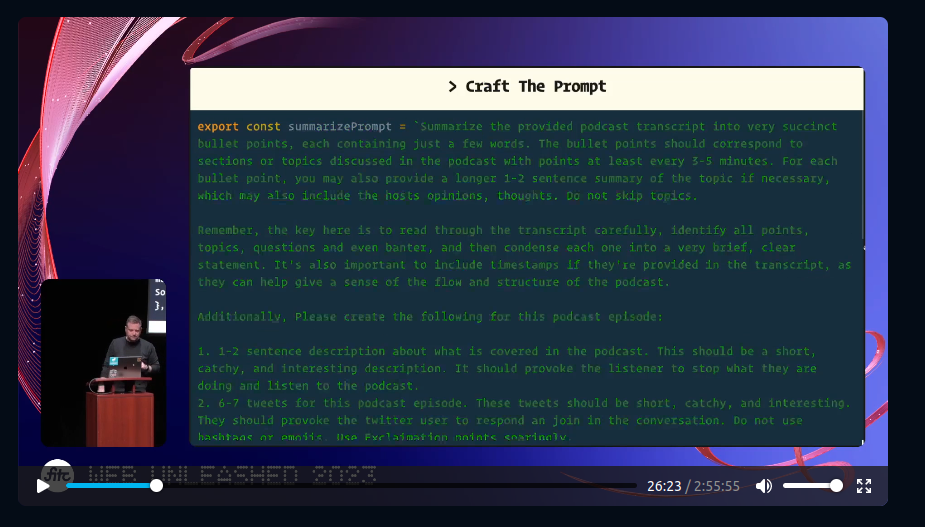 > Craft The Prompt
export const summarizePrompt = `Summarize the provided podcast transcript into very succinct
bullet points, each containing just a few words. The bullet points should correspond to
sections or topics discussed in the podcast with points at least every 3-5 minutes. For each
bullet point, you may also provide a longer 1-2 sentence summary of the topic if necessary,
which may also include the hosts opinions, thoughts. Do not skip topics.
Remember, the key here is to read through the transcript carefully, identify all points,
topics, questions and even banter, and then condense each one into a very brief, clear
statement. It's also important to include timestamps if they're provided in the transcript, as
they can help give a sense of the flow and structure of the podcast.
Additionally, Please create the following for this podcast episode:
1. 1-2 sentence description about what is covered in the podcast. This should be a short,
catchy, and interesting description. It should provoke the listener to stop what they are
doing and listen to the podcast.
2. 6-7 tweets for this podcast episode. These tweets should be short, catchy, and interesting.
They should provoke the twitter user to respond an join in the conversation. Do not use
hashtags or emojis. Use Exclaimation points sparingly.
So
},
fitc
WEB UNLEASHED 2023
26:23 / 2:55:55